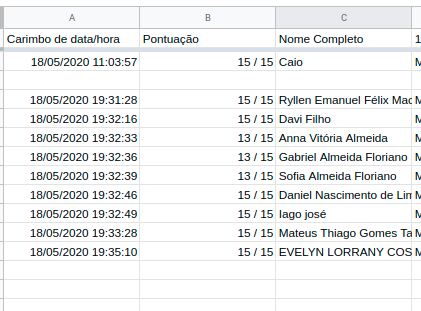 A B C
Carimbo de data/hora Pontuação Nome Completo 1
18/05/2020 11:03:57 15 / 15 Caio M
18/05/2020 19:31:28 15 / 15 Ryllen Emanuel Félix Mac M
18/05/2020 19:32:16 15 / 15 Davi Filho M
18/05/2020 19:32:33 13 / 15 Anna Vitória Almeida M
18/05/2020 19:32:36 13 / 15 Gabriel Almeida Floriano M
18/05/2020 19:32:39 13 / 15 Sofia Almeida Floriano M
18/05/2020 19:32:46 15 / 15 Daniel Nascimento de Lim M
18/05/2020 19:32:49 15 / 15 Iago josé M
18/05/2020 19:33:28 15 / 15 Mateus Thiago Gomes Ta M
18/05/2020 19:35:10 15 / 15 EVELYN LORRANY COS M